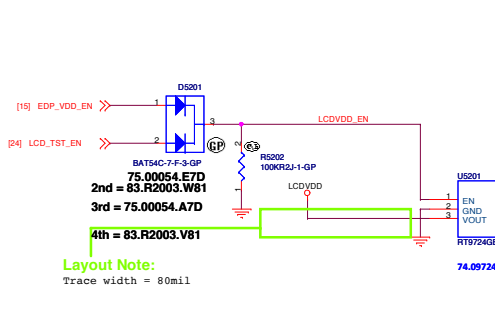 D5201
[15] EDP_VDD_EN
1
3
LCDVDD_EN
[24] LCD_TST_EN
2
GP
2
R5202
100KR2J-1-GP
BAT54C-7-F-3-GP
75.00054.E7D
2nd = 83.R2003.W81
3rd = 75.00054.A7D
4th = 83.R2003.V81
1
LCDVDD
U5201
1 EN
2 GND
3 VOUT
RT9724GB
74.09724
Layout Note:
Trace width = 80mil